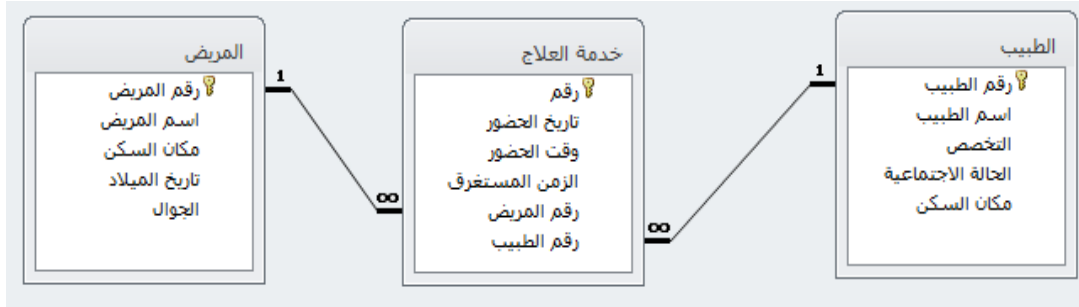 الطبيب
رقم الطبيب
اسم الطبيب
التخصص
الحالة الاجتماعية
مكان السكن
1
∞
خدمة العلاج
رقم
تاريخ الحضور
وقت الحضور
الزمن المستغرق
رقم المريض
رقم الطبيب
∞
1
المريض
رقم المريض
اسم المريض
مكان السكن
تاريخ الميلاد
الجوال